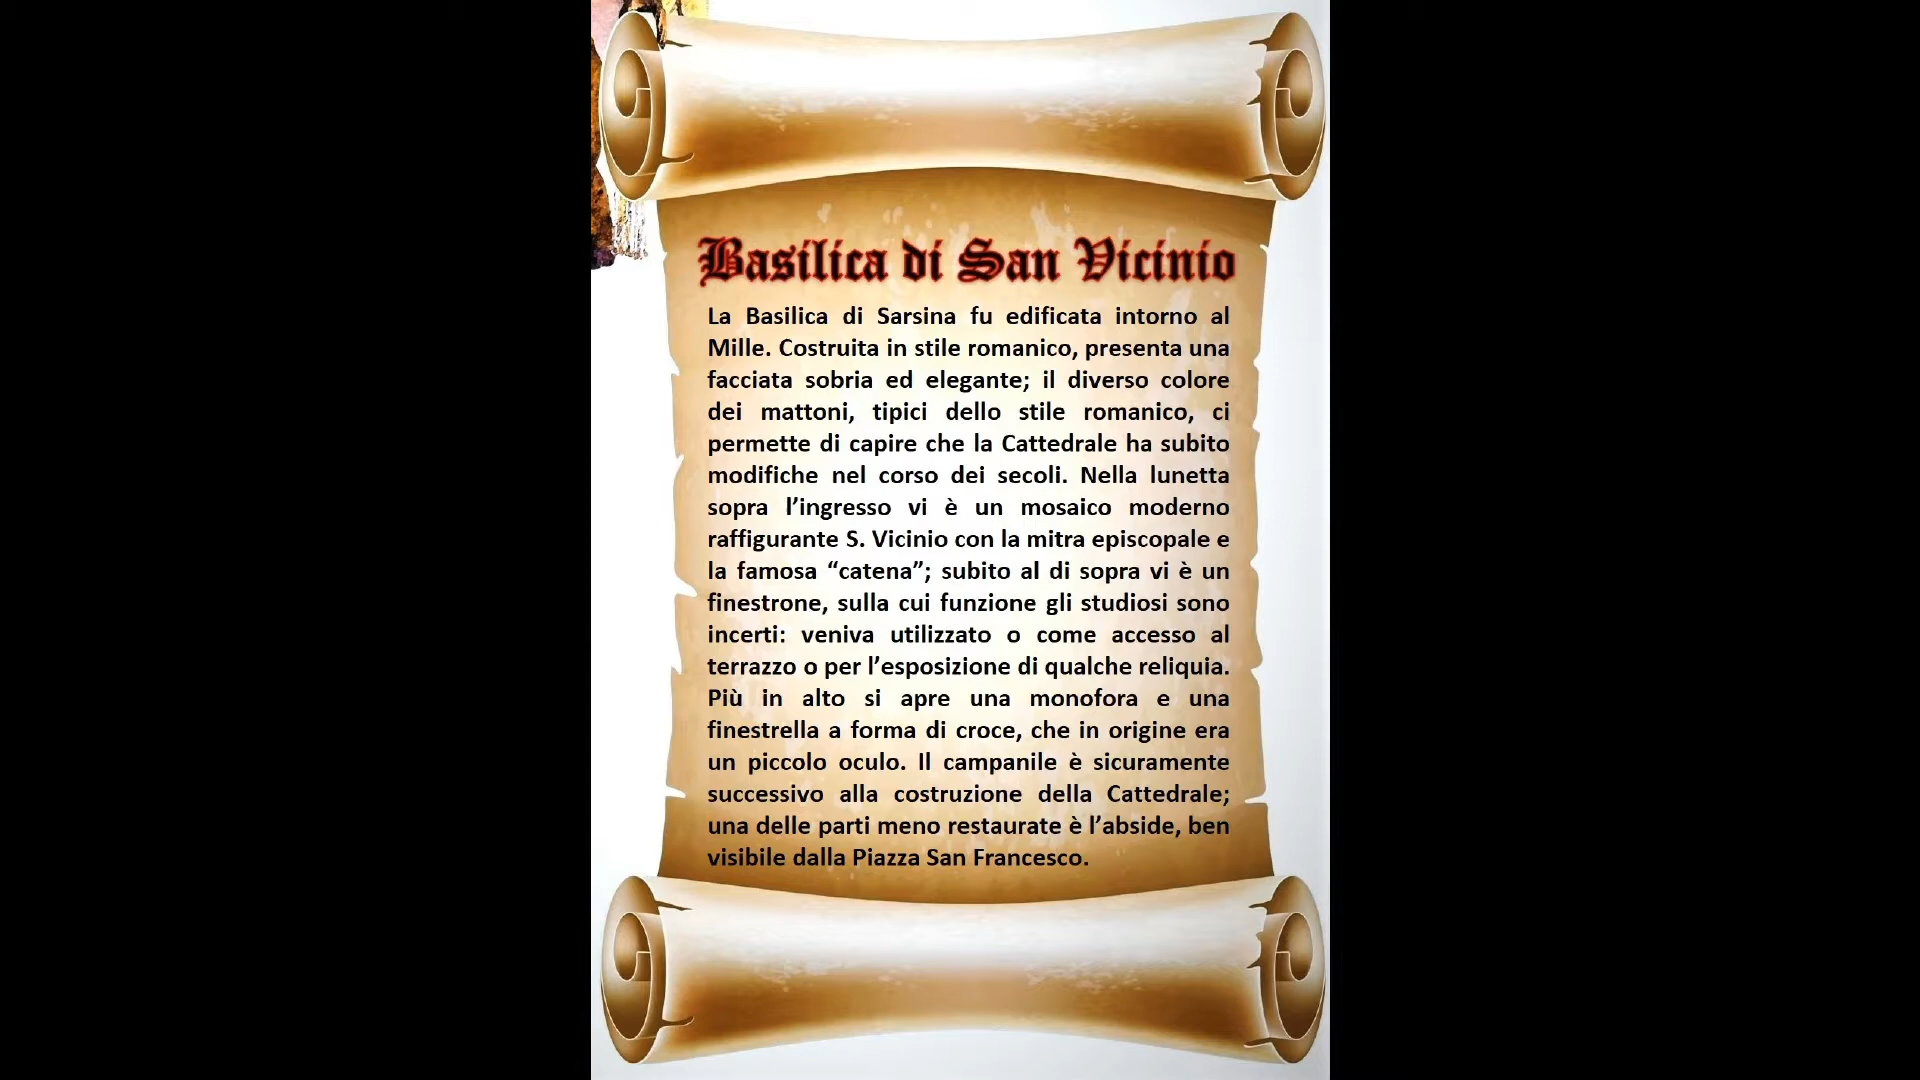 Basilica di San Vicinio
La Basilica di Sarsina fu edificata intorno al
Mille. Costruita in stile romanico, presenta una
facciata sobria ed elegante; il diverso colore
dei mattoni, tipici dello stile romanico, ci
permette di capire che la Cattedrale ha subito
modifiche nel corso dei secoli. Nella lunetta
sopra l’ingresso vi è un mosaico moderno
raffigurante S. Vicinio con la mitra episcopale e
la famosa “catena”; subito al di sopra vi è un
finestrone, sulla cui funzione gli studiosi sono
incerti: veniva utilizzato o come accesso al
terrazzo o per l’esposizione di qualche reliquia.
Più in alto si apre una monofora e una
finestrella a forma di croce, che in origine era
un piccolo oculo. Il campanile è sicuramente
successivo alla costruzione della Cattedrale;
una delle parti meno restaurate è l’abside, ben
visibile dalla Piazza San Francesco.